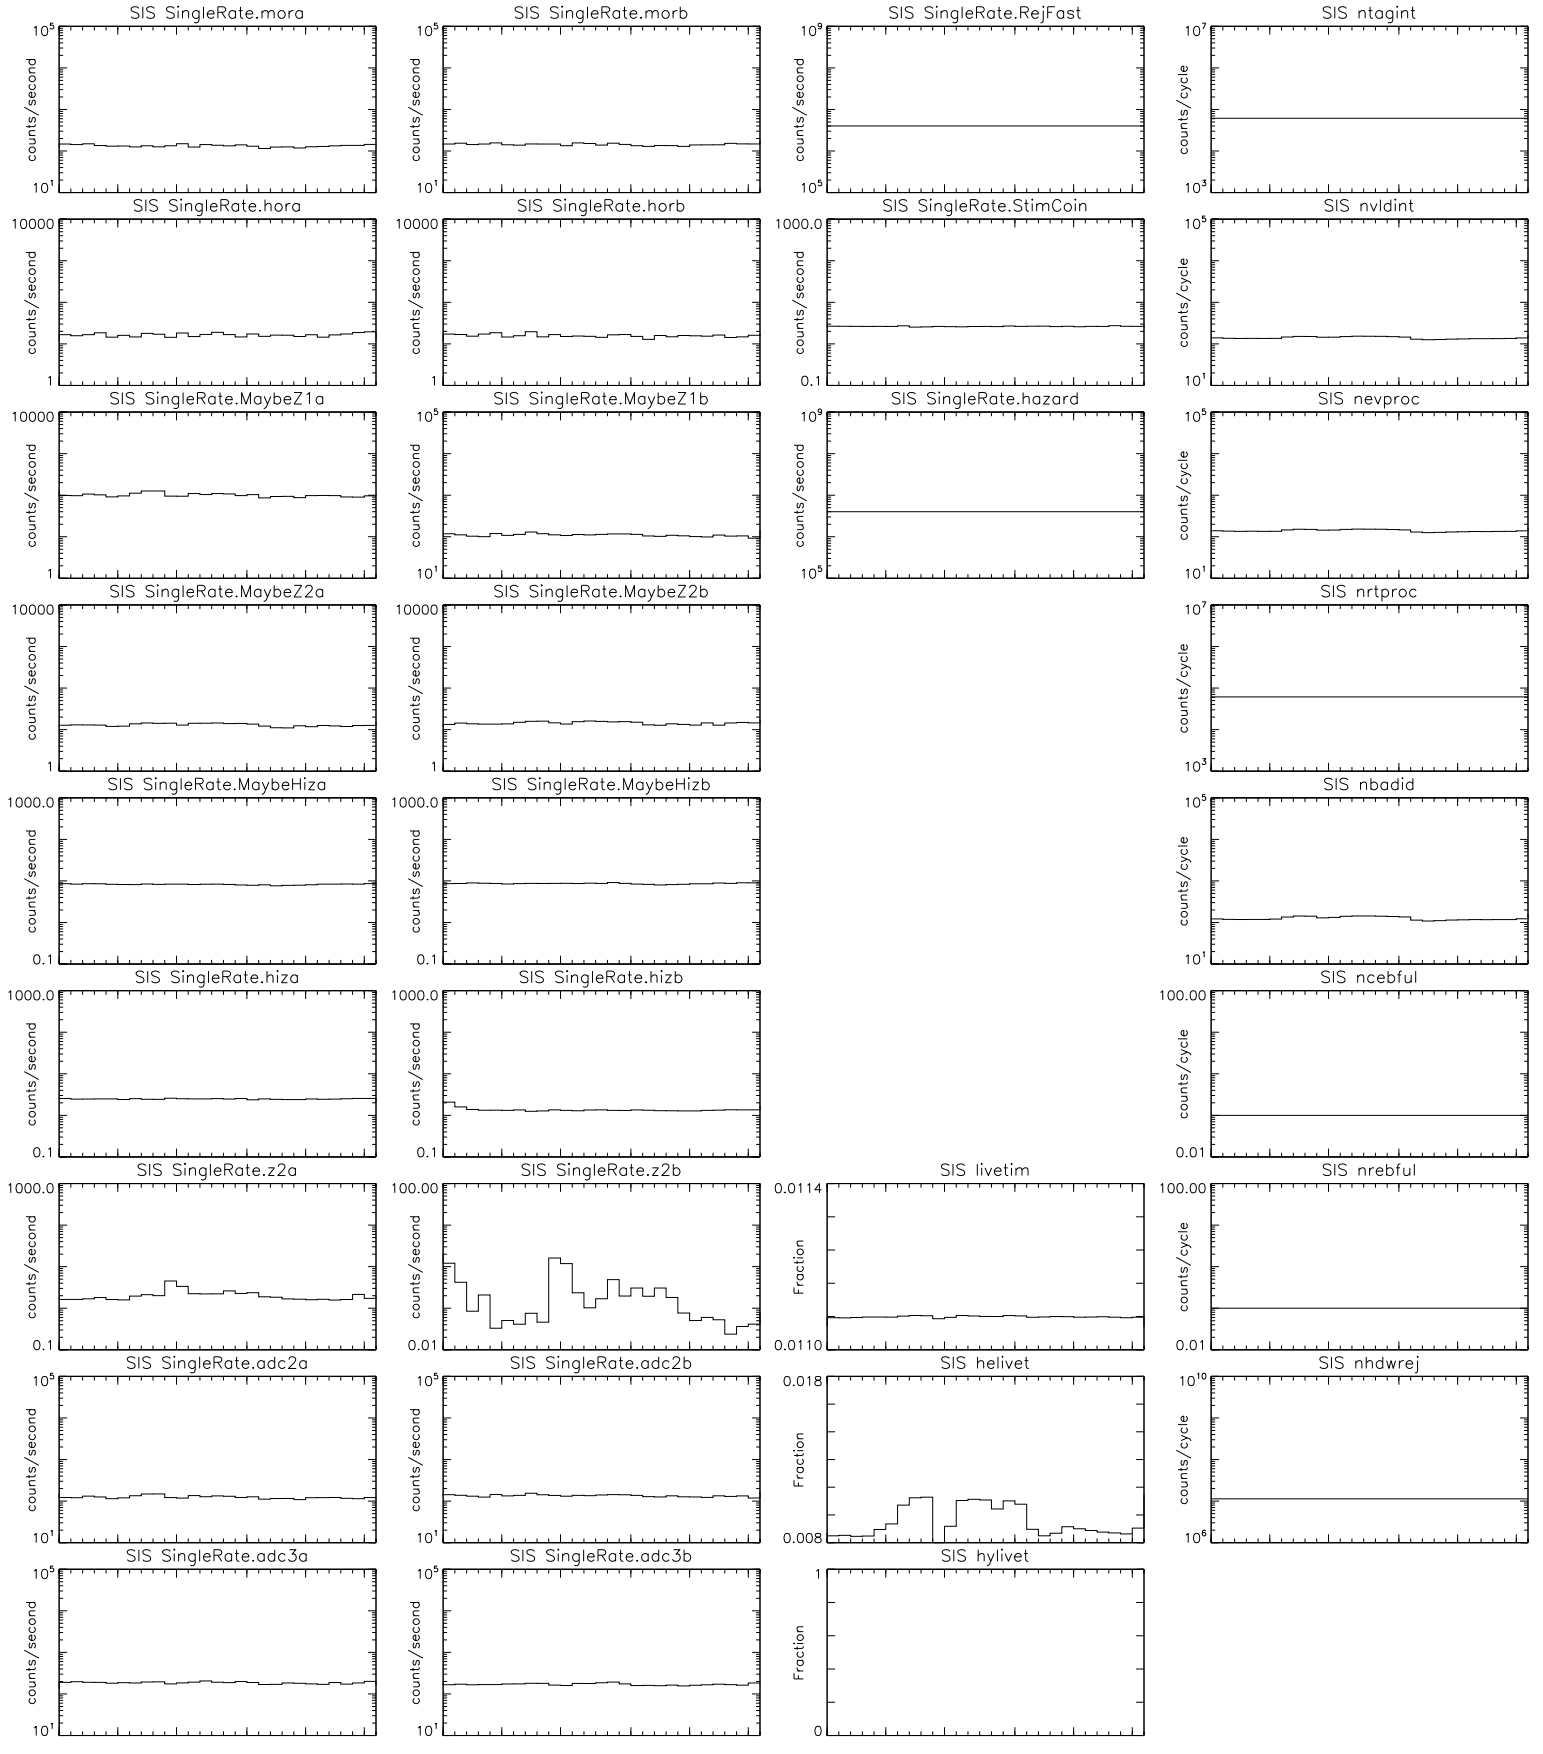 SIS SingleRate.mora
10^5
counts/second
10^1
SIS SingleRate.morb
10^5
counts/second
10^1
SIS SingleRate.RejFast
10^9
counts/second
10^5
SIS ntagint
10^7
counts/cycle
10^3
SIS SingleRate.hora
10000
counts/second
1
SIS SingleRate.horb
10000
counts/second
1
SIS SingleRate.StimCoin
1000.0
counts/second
0.1
SIS nvldint
10^5
counts/cycle
10^1
SIS SingleRate.MaybeZ1a
10000
counts/second
1
SIS SingleRate.MaybeZ1b
10^5
counts/second
10^1
SIS SingleRate.hazard
10^9
counts/second
10^5
SIS nevproc
10^5
counts/cycle
10^1
SIS SingleRate.MaybeZ2a
10000
counts/second
1
SIS SingleRate.MaybeZ2b
10000
counts/second
1
SIS nrtproc
10^7
counts/cycle
10^3
SIS SingleRate.MaybeHiza
1000.0
counts/second
0.1
SIS SingleRate.MaybeHizb
1000.0
counts/second
0.1
SIS nbadid
10^5
counts/cycle
10^1
SIS SingleRate.hiza
1000.0
counts/second
0.1
SIS SingleRate.hizb
1000.0
counts/second
0.1
SIS ncebful
100.00
counts/cycle
0.01
SIS SingleRate.z2a
1000.0
counts/second
0.1
SIS SingleRate.z2b
100.00
counts/second
0.01
SIS livetim
0.0114
Fraction
0.0110
SIS nrebful
100.00
counts/cycle
0.01
SIS SingleRate.adc2a
10^5
counts/second
10^1
SIS SingleRate.adc2b
10^5
counts/second
10^1
SIS helivet
0.018
Fraction
0.008
SIS nhdwrej
10^10
counts/cycle
10^6
SIS SingleRate.adc3a
10^5
counts/second
10^1
SIS SingleRate.adc3b
10^5
counts/second
10^1
SIS hylivet
1
Fraction
0